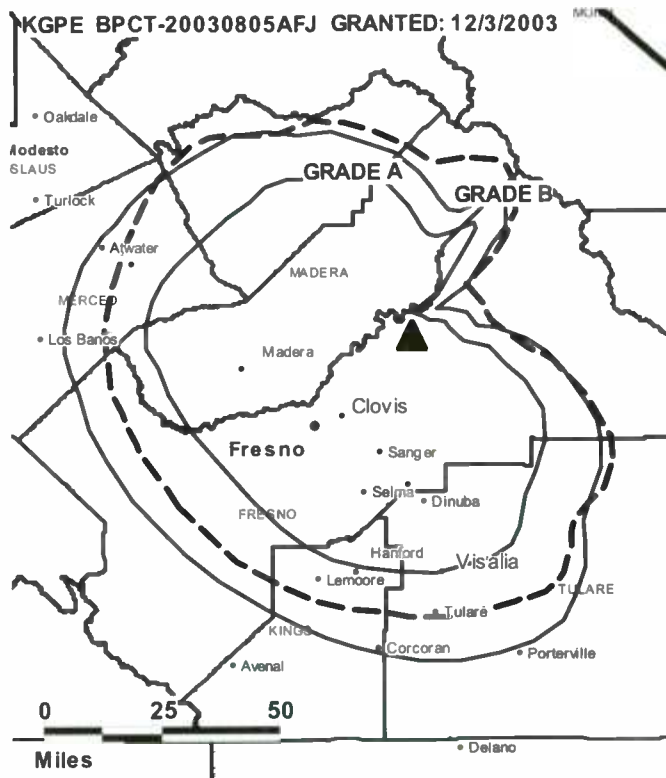 KGPE BPCT-20030805AFJ GRANTED: 12/3/2003
Oakdale
Modesto
SLAUS
GRADE A
GRADE B
Turlock
Atwater
MADERA
MERCED
Los Banos
Madera
Clovis
Fresno
Sanger
Selma
Dinuba
FRESNO
Hanford
Visalia
Lemoore
TULARE
Tulare
KINGS
Corcoran
Porterville
Avenal
0 25 50
Miles
Delano